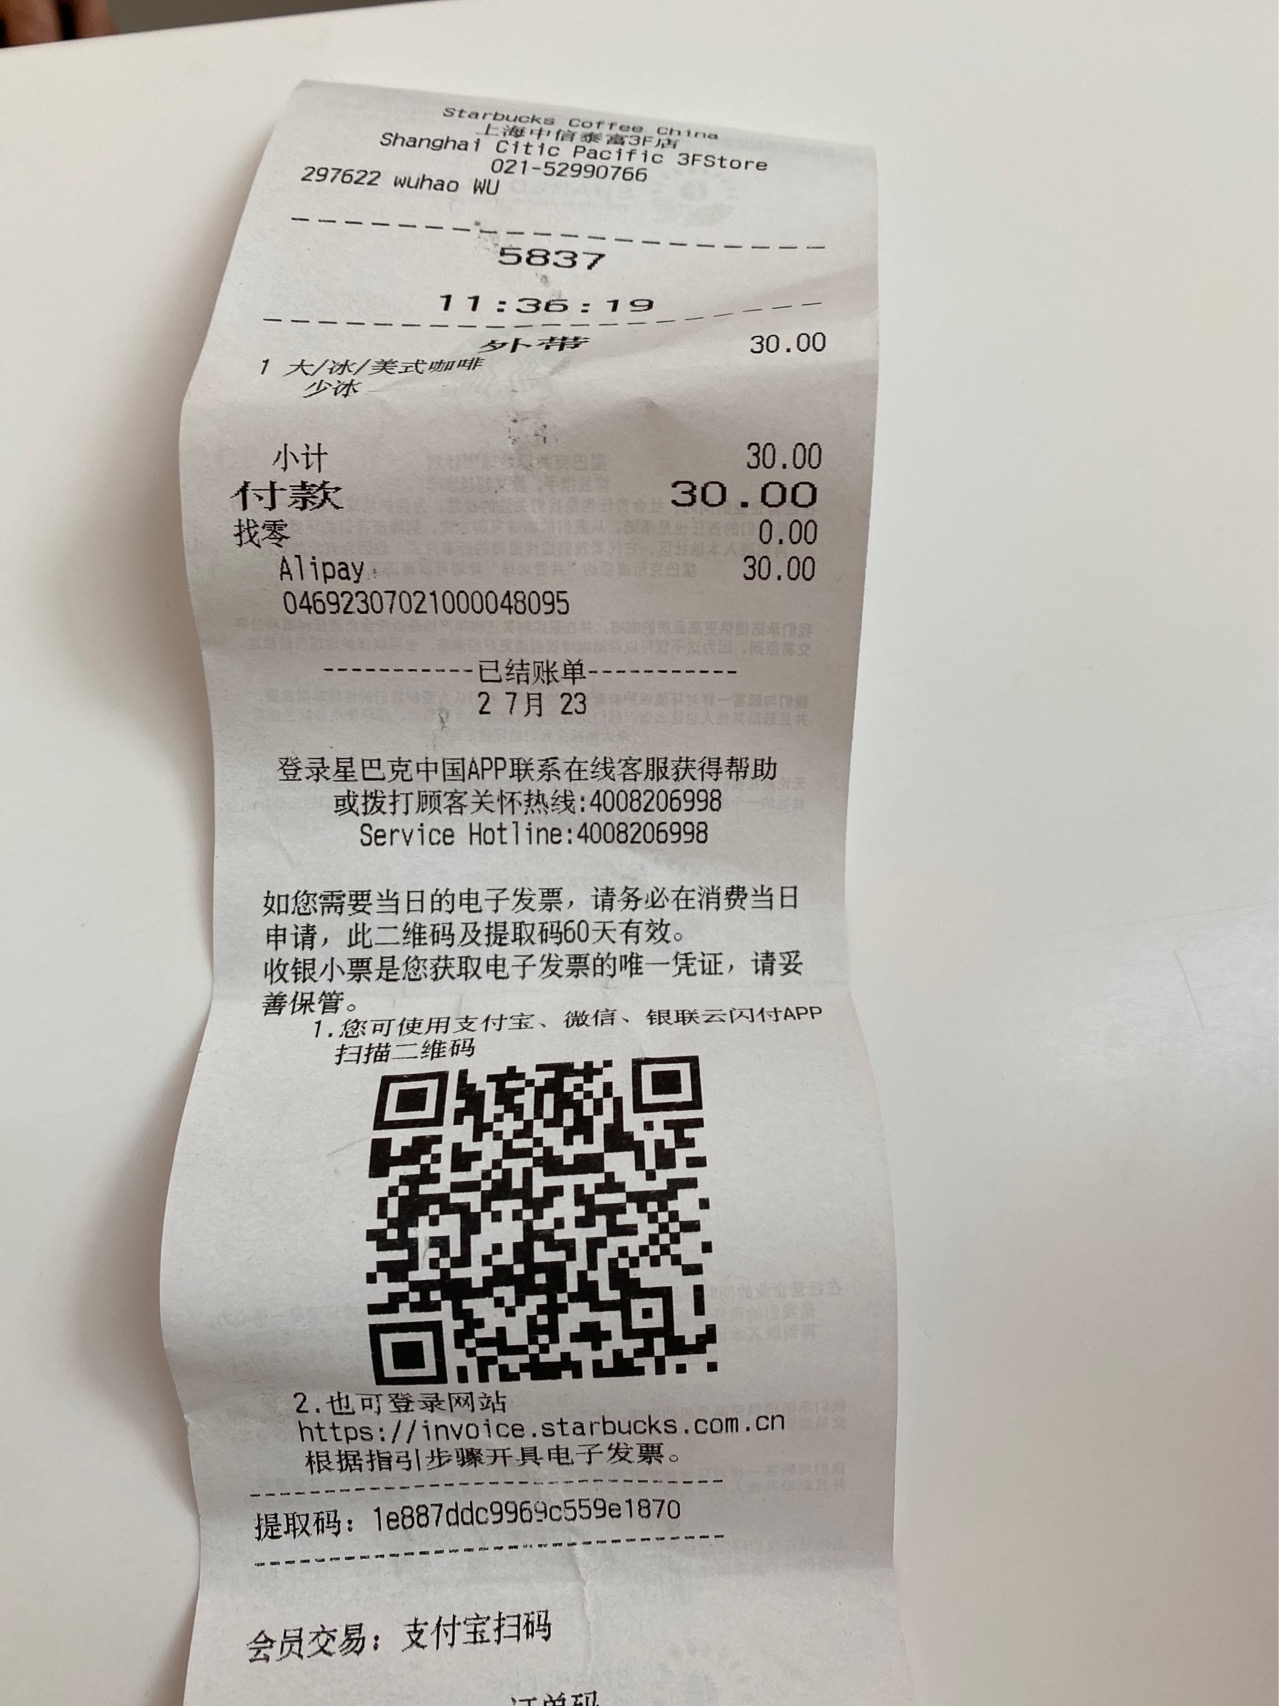 Starbucks Coffee China
上海中信泰富3F店
Shanghai Citic Pacific 3FStore
021-52990766
297622 wuhao WU
5837
11:36:19
外带
1 大/冰/美式咖啡 30.00
少冰
小计 30.00
付款 30.00
找零 0.00
Alipay 30.00
04692307021000048095
-----------已结账单-----------
2 7月 23
登录星巴克中国APP联系在线客服获得帮助
或拨打顾客关怀热线:4008206998
Service Hotline:4008206998
如您需要当日的电子发票，请务必在消费当日
申请，此二维码及提取码60天有效。
收银小票是您获取电子发票的唯一凭证，请妥
善保管。
1.您可使用支付宝、微信、银联云闪付APP
扫描二维码
2.也可登录网站
https://invoice.starbucks.com.cn
根据指引步骤开具电子发票。
提取码: 1e887ddc9969c559e1870
会员交易: 支付宝扫码
订单码